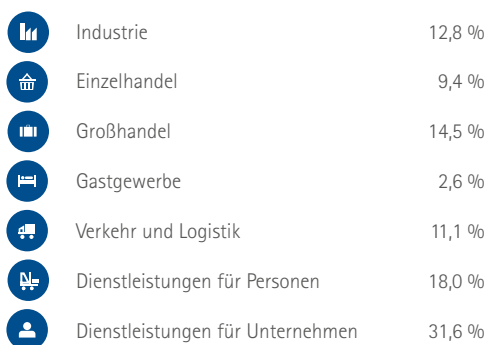 Industrie 12,8 %
Einzelhandel 9,4 %
Großhandel 14,5 %
Gastgewerbe 2,6 %
Verkehr und Logistik 11,1 %
Dienstleistungen für Personen 18,0 %
Dienstleistungen für Unternehmen 31,6 %